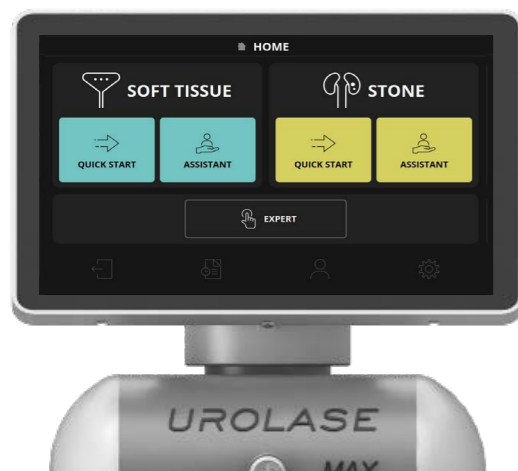 HOME
SOFT TISSUE
STONE
QUICK START
ASSISTANT
QUICK START
ASSISTANT
EXPERT
UROLASE
MAX